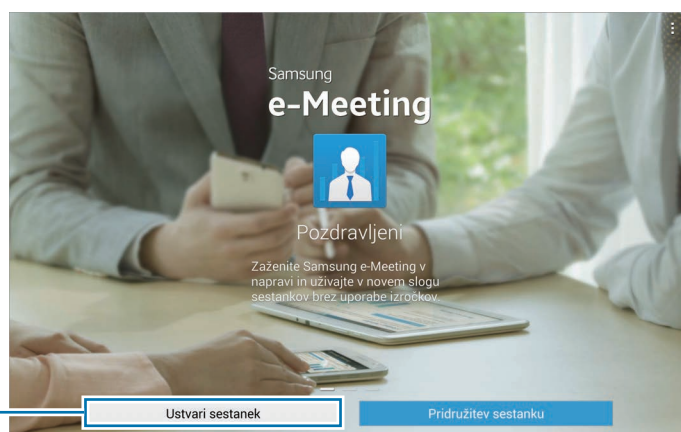 Samsung
e-Meeting
Pozdravljeni
Zaženite Samsung e-Meeting v
napravi in uživajte v novem slogu
sestankov brez uporabe izročkov.
Ustvari sestanek
Pridružitev sestanku